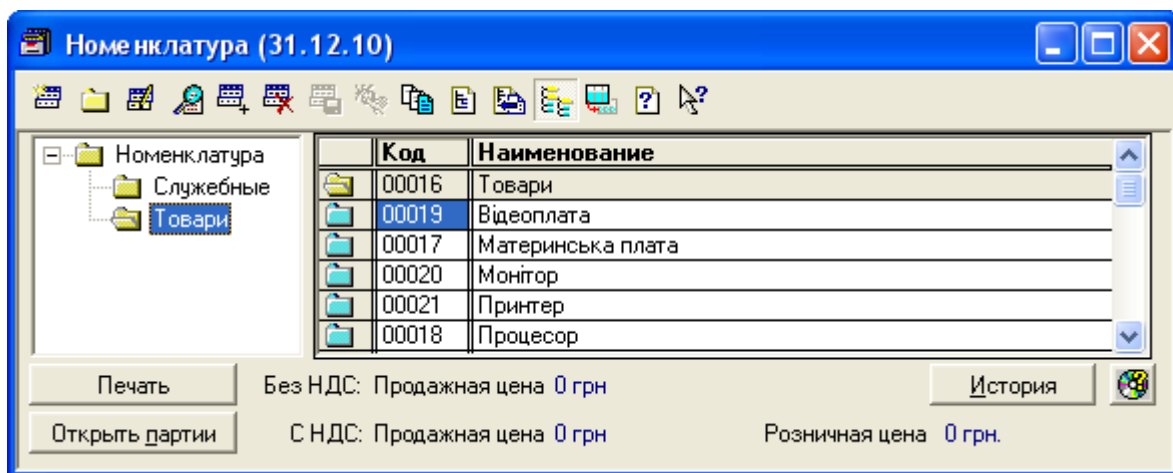 Номенклатура (31.12.10)
Номенклатура
Служебные
Товари
Код Наименование
00016 Товари
00019 Відеоплата
00017 Материнська плата
00020 Монітор
00021 Принтер
00018 Процесор
Печать Без НДС: Продажная цена 0 грн История
Открыть партии С НДС: Продажная цена 0 грн Розничная цена 0 грн.